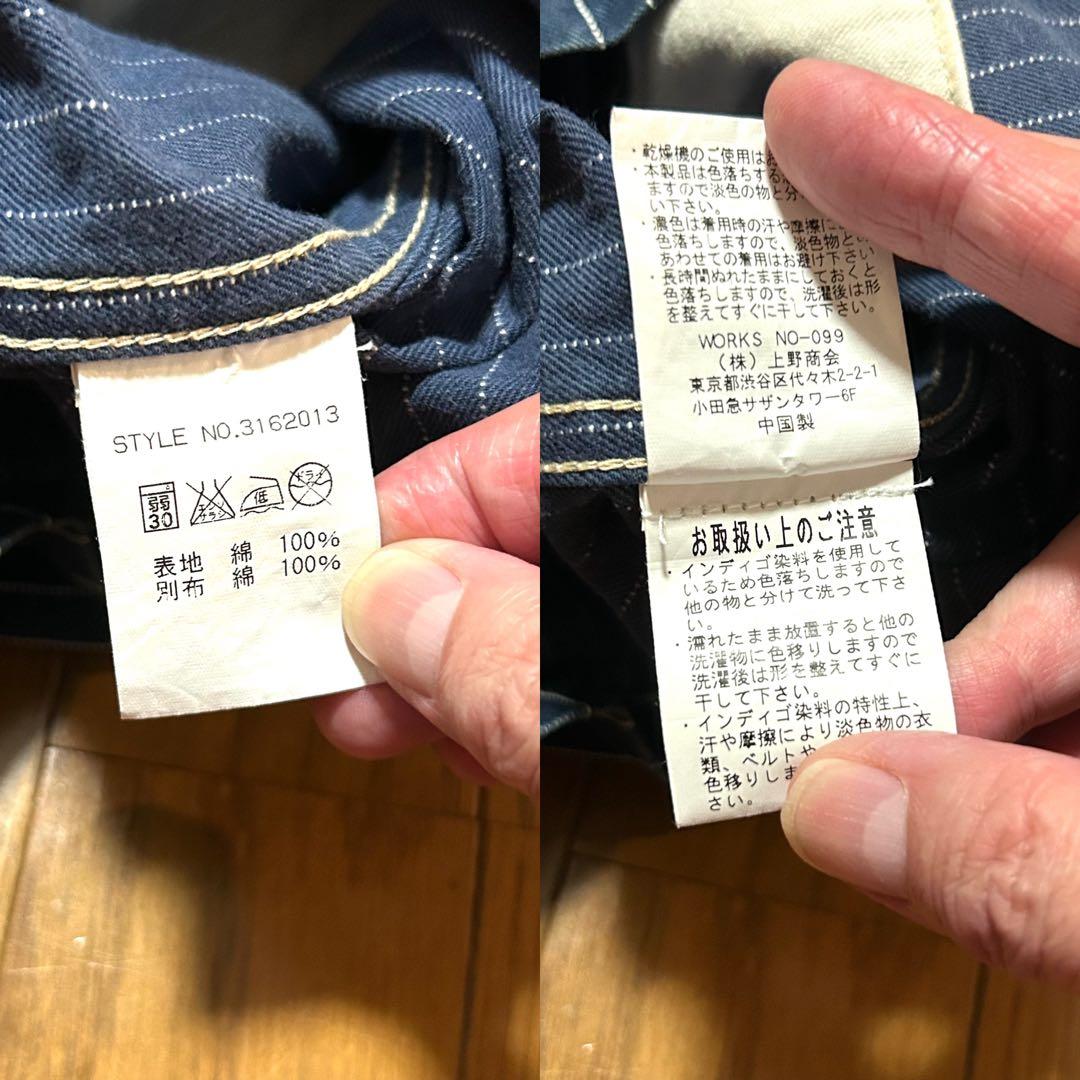 STYLE NO.3162013
弱
30
エンソ
サラシ
低
ドライ
表地 綿 100%
別布 綿 100%
・乾燥機のご使用は
・本製品は色落ちする
ますので淡色の物と分
い下さい。
・濃色は着用時の汗や摩擦に
色落ちしますので、淡色物と
あわせての着用はお避け下さい
・長時間ぬれたままにしておくと
色落ちしますので、洗濯後は形
を整えてすぐに干して下さい。
WORKS NO-099
(株)上野商会
東京都渋谷区代々木2-2-1
小田急サザンタワー6F
中国製
お取扱い上のご注意
・インディゴ染料を使用して
いるため色落ちしますので
他の物と分けて洗って下さ
い。
・濡れたまま放置すると他の
洗濯物に色移りしますので
洗濯後は形を整えてすぐに
干して下さい。
・インディゴ染料の特性上、
汗や摩擦により淡色物の衣
類、ベルトや
色移りしま
さい。